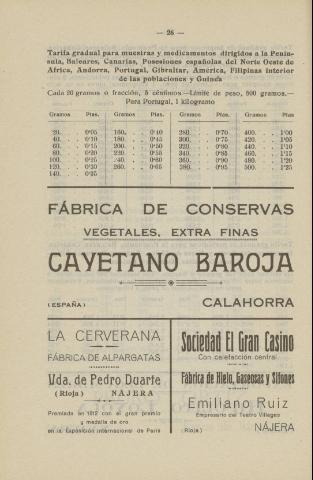 — 26 —
Tarifa gradual para muestras y medicamentos dirigidos a la Penín-
sula, Baleares, Canarias, Posesiones españolas del Norte Oeste de
Africa, Andorra, Portugal, Gibraltar, America, Filipinas interior
de las poblaciones y Guinea
Cada 20 gramos o fracción, 5 céntimos—Límite de peso, 500 gramos.—
Para Portugal, 1 kilogramo
Gramos Ptas. Gramos Ptas. Gramos Ptas. Gramos Ptas.
20. 0'05 160. 0'40 280. 0'70 400. 1'00
40. 0'10 180. 0'45 300. 0'75 420. 1'05
60. 0'15 200. 0'50 320. 0'80 440. 1'10
80. 0'20 220. 0'55 340. 0'85 460. 1'15
100. 0'25 240. 0'60 360. 0'90 480. 1'20
120. 0'30 260. 0'65 380. 0'95 500. 1'25
140. 0'35
FÁBRICA DE CONSERVAS
VEGETALES, EXTRA FINAS
CAYETANO BAROJA
(ESPAÑA) CALAHORRA
LA CERVERANA
FÁBRICA DE ALPARGATAS
Vda. de Pedro Duarte
(Rioja) NÁJERA
Premiada en 1912 con el gran premio
y medalla de oro
en la Exposición Internacional de París
Sociedad El Gran Casino
Con calefacción central
Fábrica de Hielo, Gaseosas y Sifones
Emiliano Ruiz
Empresario del Teatro Villegas
(Rioja) NÁJERA